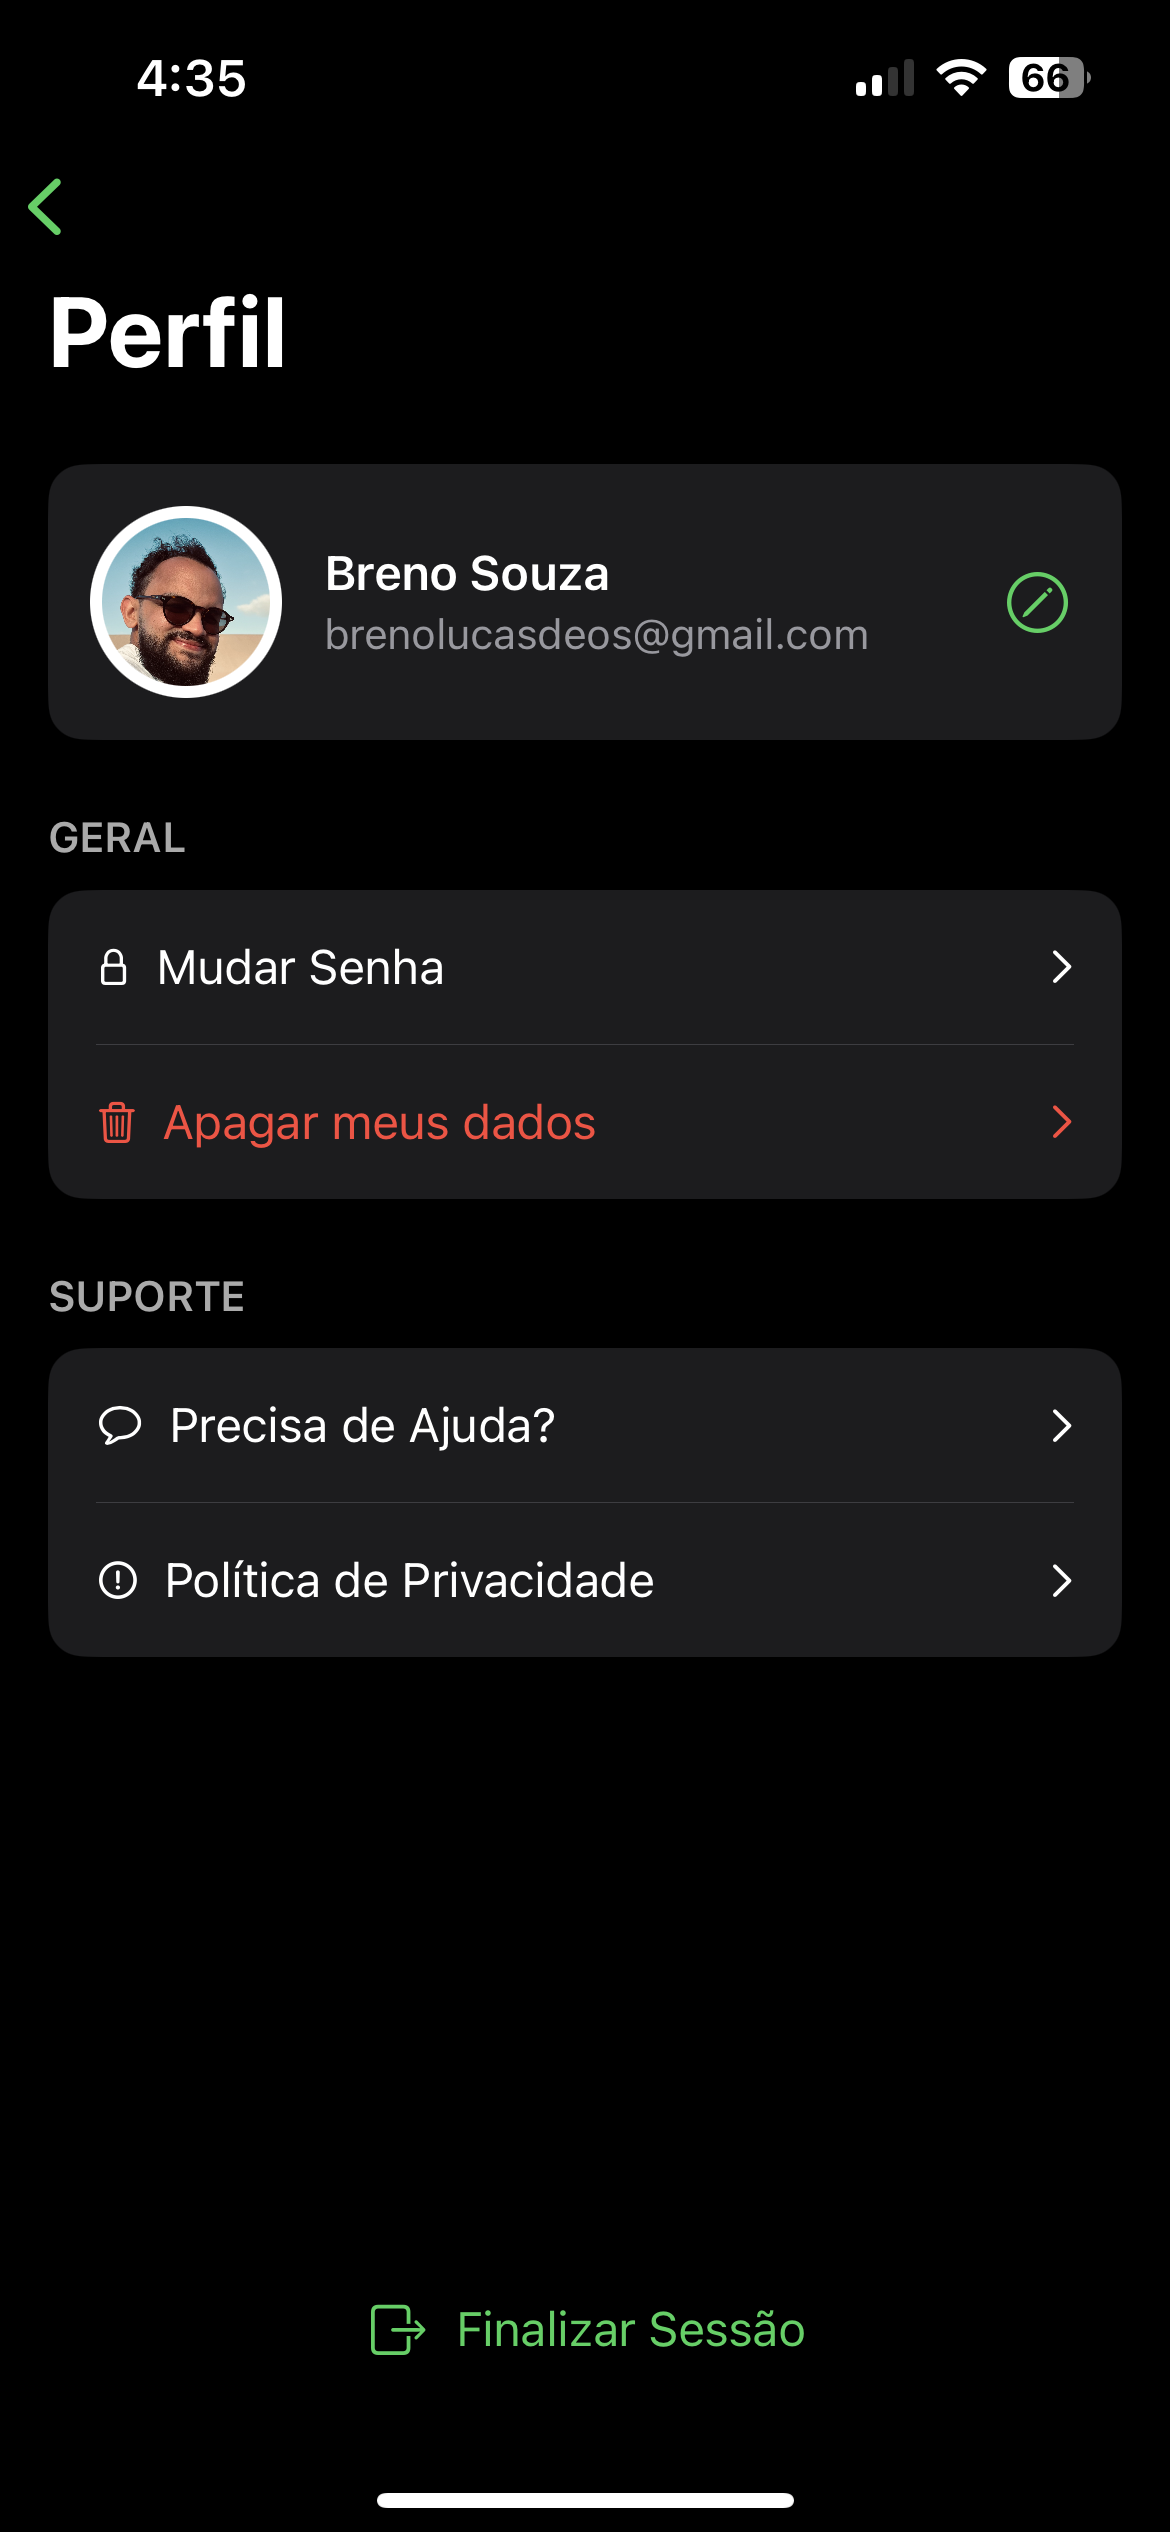 4:35
66
Perfil
Breno Souza
brenolucasdeos@gmail.com
GERAL
Mudar Senha
Apagar meus dados
SUPORTE
Precisa de Ajuda?
Política de Privacidade
Finalizar Sessão